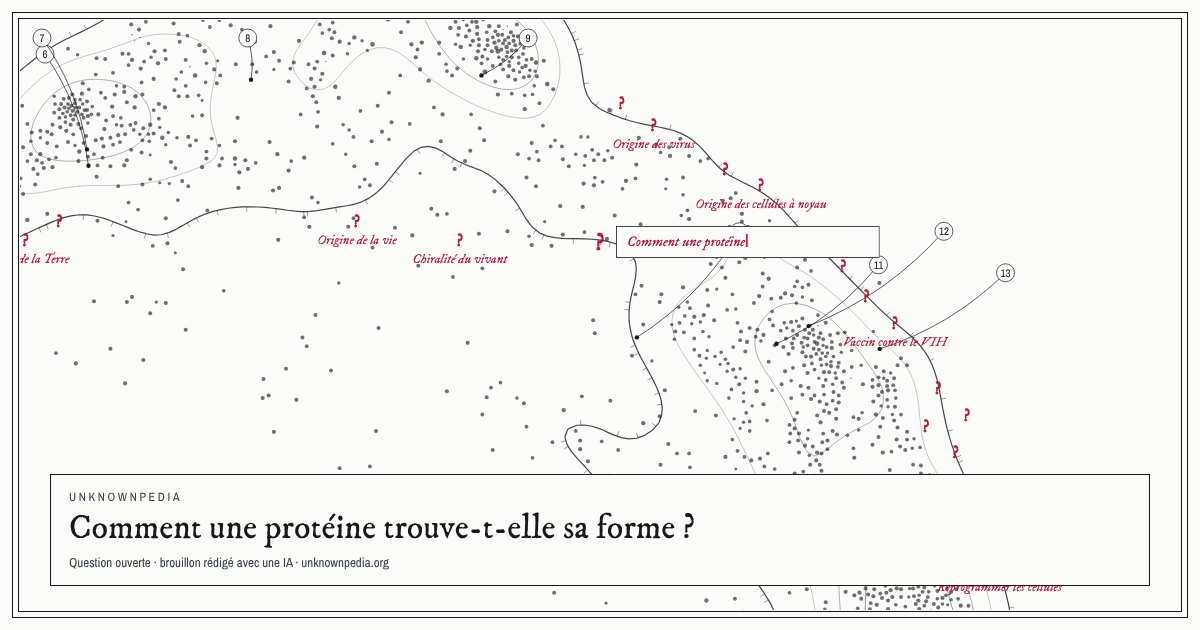 7
6
8
9
Origine des virus
Origine des cellules à noyau
Origine de la vie
12
Comment une protéine
de la Terre
Chiralité du vivant
11
13
Vaccin contre le VIH
UNKNOWNPEDIA
Comment une protéine trouve-t-elle sa forme ?
Question ouverte · brouillon rédigé avec une IA · unknownpedia.org
Reprogrammer les cellules